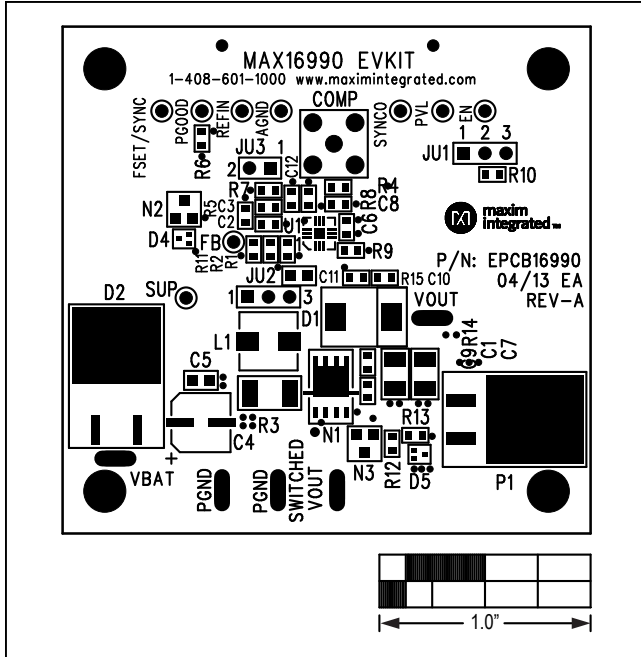 MAX16990 EVKIT
1-408-601-1000 www.maximintegrated.com
COMP
FSET/SYNC
PGOOD
REFIN
AGND
SYNCO
PVL
EN
R6
JU3
2 1
C12
JU1
1 2 3
R10
R7
R4
R8
C8
N2
R5
C3
C2
U1
C6
maxim
integrated™
D4
FB
R9
R11
R2
R1
1
P/N: EPCB16990
04/13 EA
REV-A
JU2
C11
R15
C10
SUP
1 3
D1
VOUT
D2
L1
R14
C9
C1
C7
C5
R3
C4
N1
R13
N3
R12
D5
P1
VBAT
+
PGND
PGND
SWITCHED
VOUT
1.0"